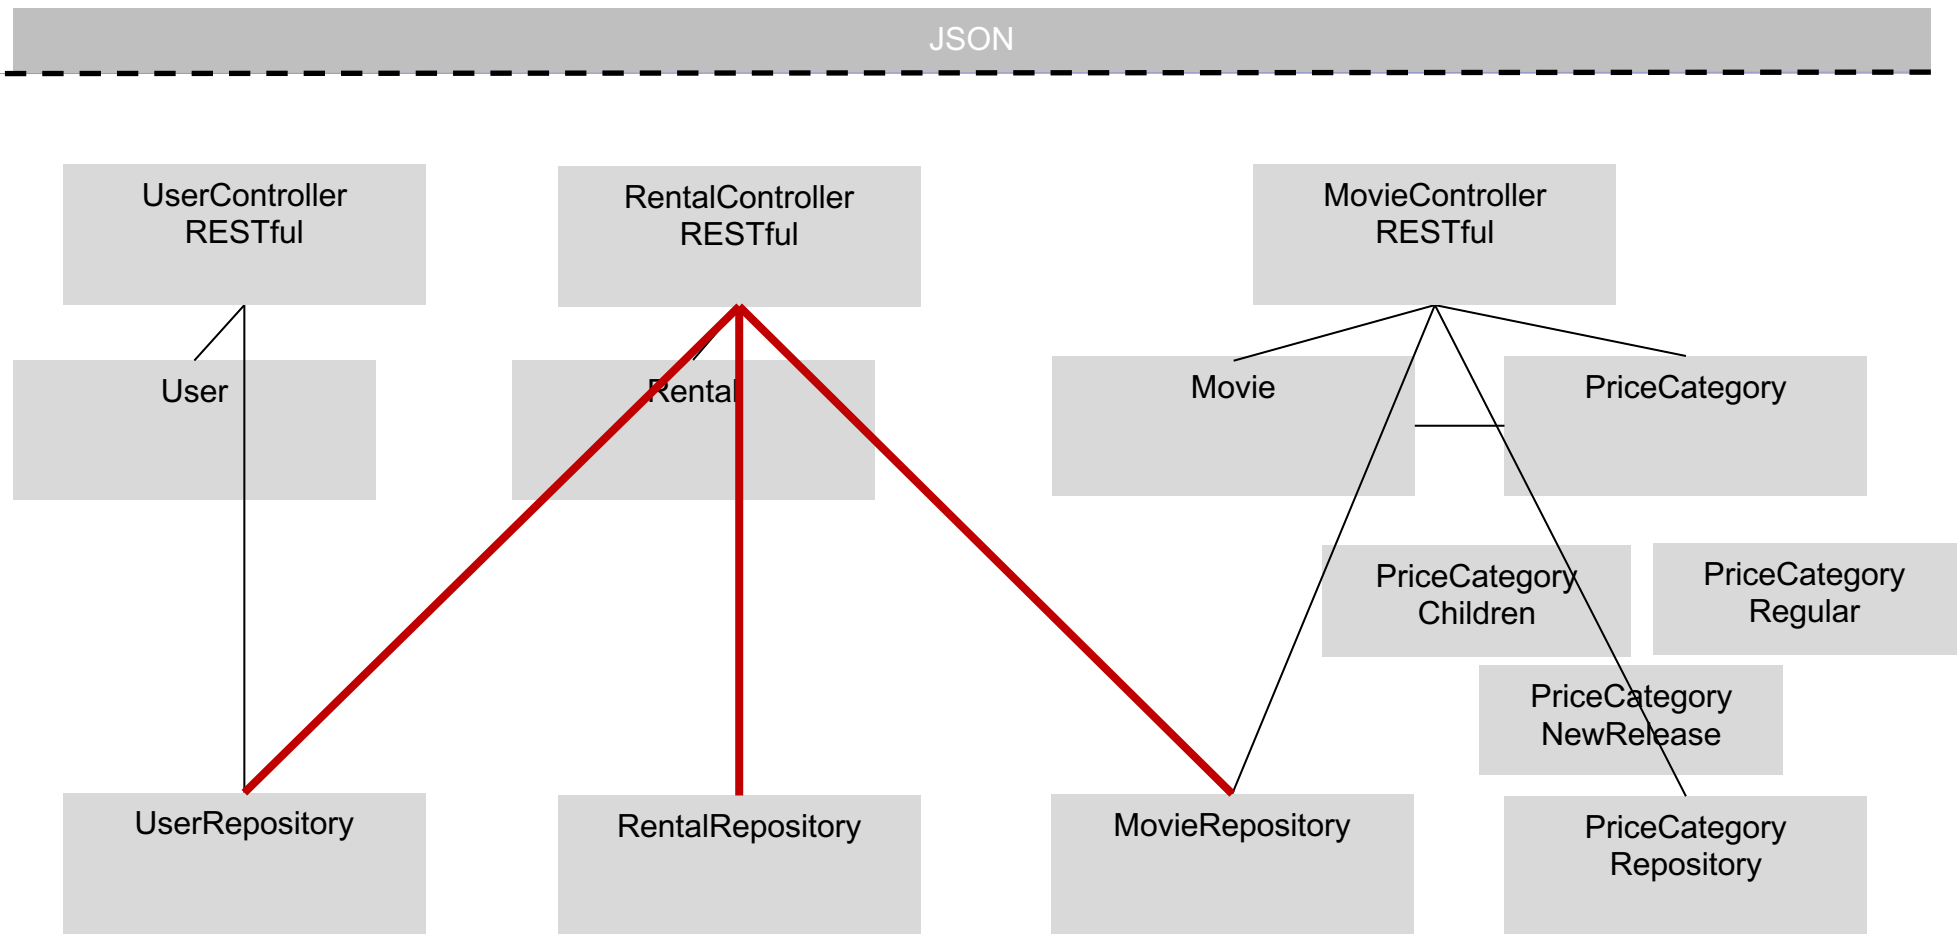 JSON
UserController
RESTful
RentalController
RESTful
MovieController
RESTful
User
Rental
Movie
PriceCategory
PriceCategory
Children
PriceCategory
Regular
PriceCategory
NewRelease
UserRepository
RentalRepository
MovieRepository
PriceCategory
Repository